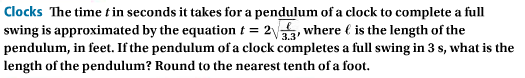 Clocks The time t in seconds it takes for a pendulum of a clock to complete a full
swing is approximated by the equation t = 2√(ℓ/3.3), where ℓ is the length of the
pendulum, in feet. If the pendulum of a clock completes a full swing in 3 s, what is the
length of the pendulum? Round to the nearest tenth of a foot.